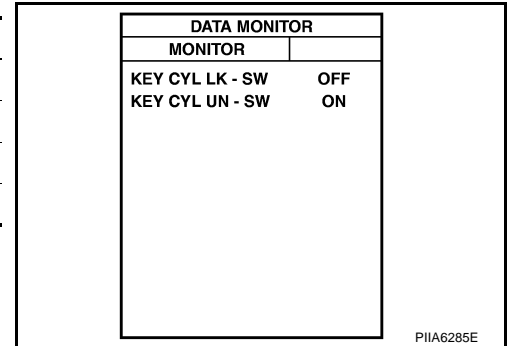 DATA MONITOR
MONITOR
KEY CYL LK - SW OFF
KEY CYL UN - SW ON
PIIA6285E